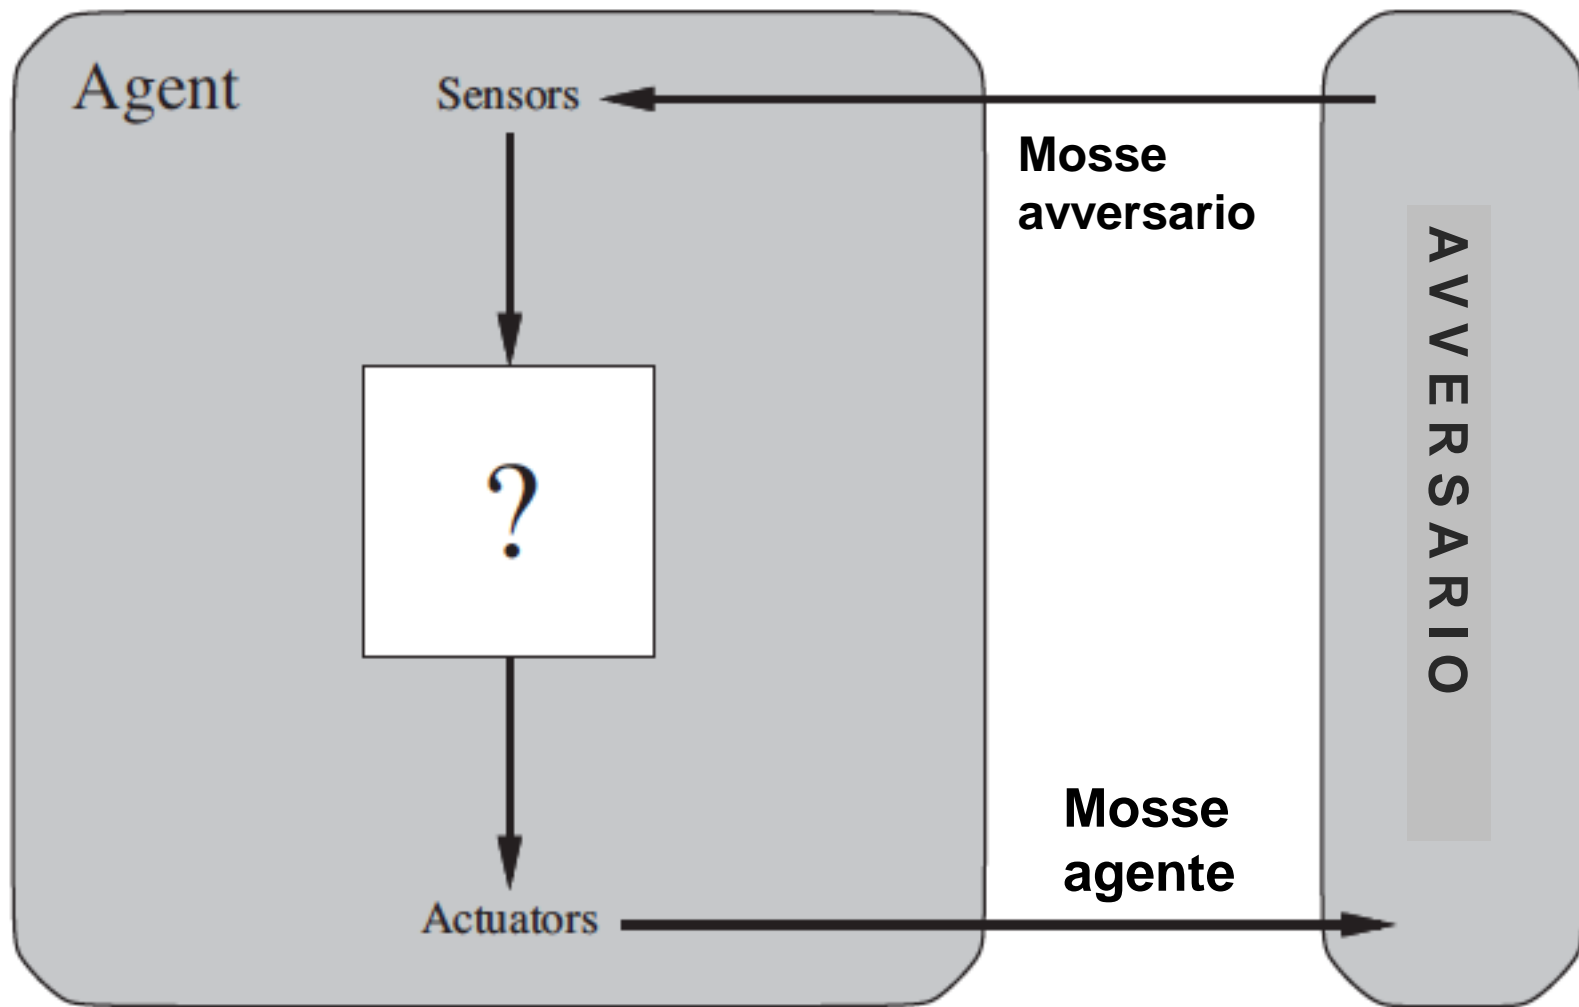 Agent
Sensors
Mosse
avversario
AVVERSARIO
?
Mosse
agente
Actuators